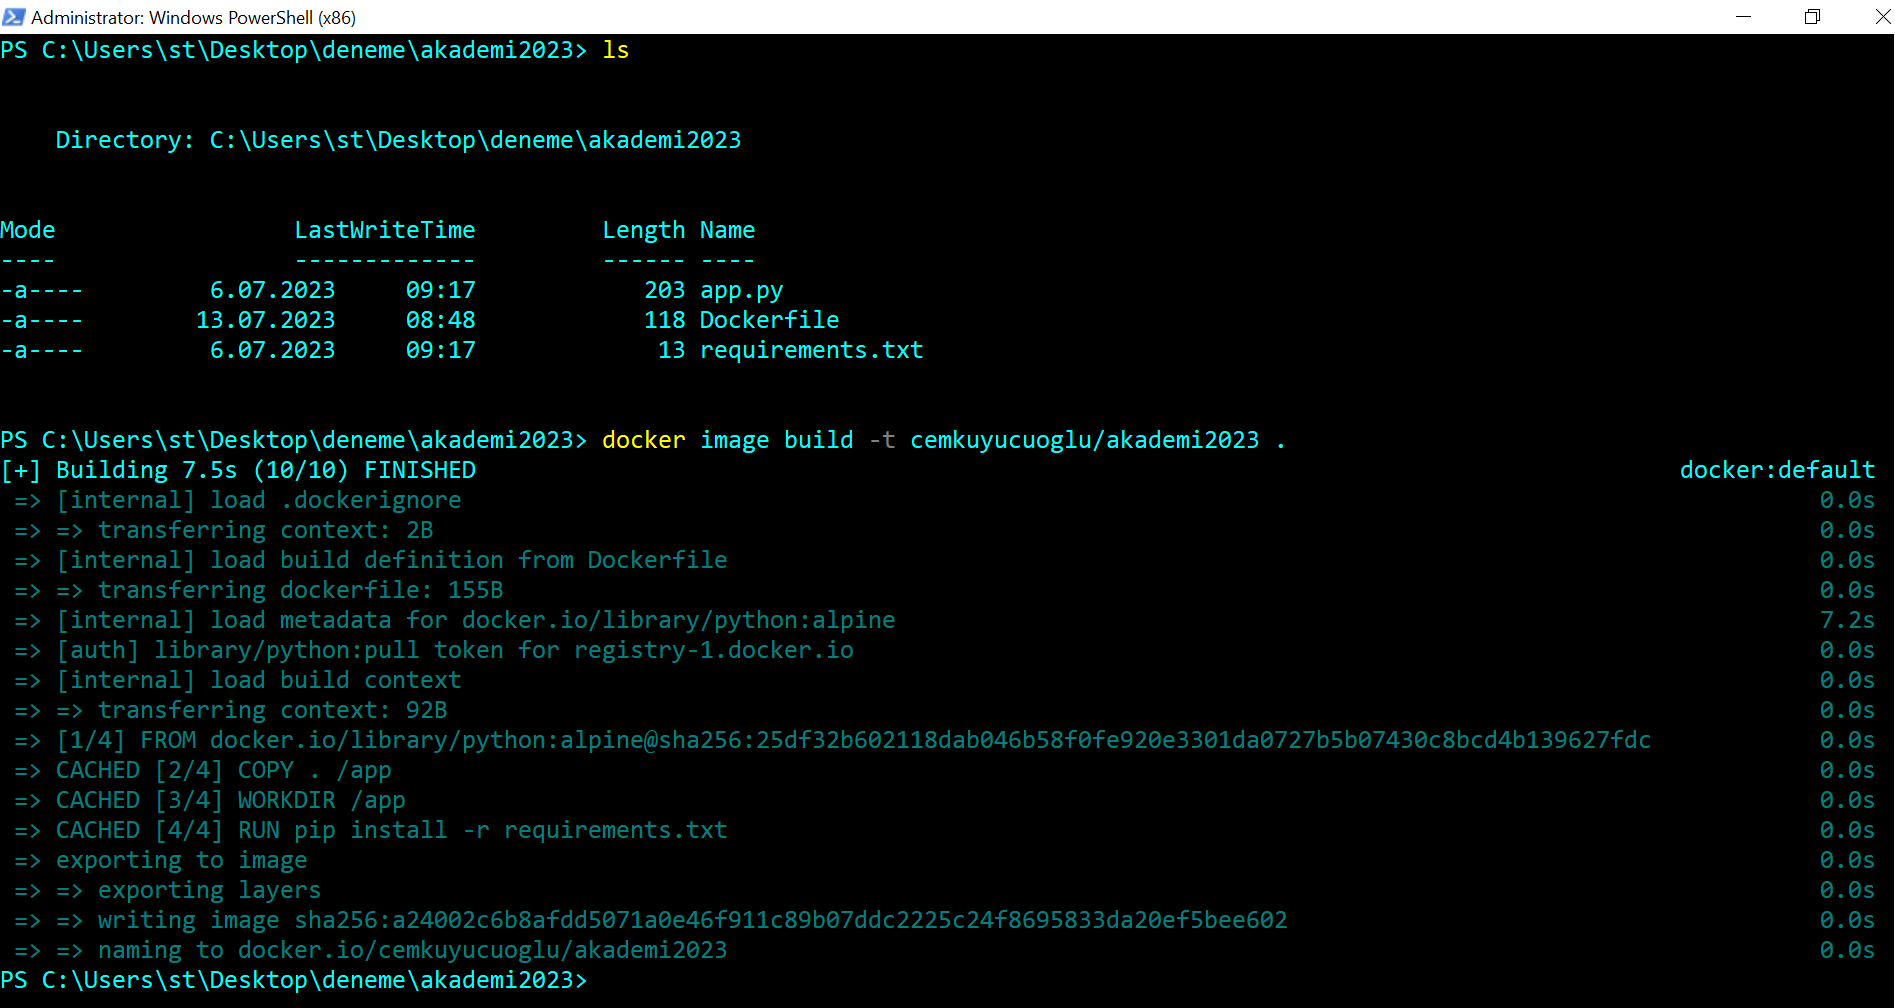 Administrator: Windows PowerShell (x86)
PS C:\Users\st\Desktop\deneme\akademi2023> ls
Directory: C:\Users\st\Desktop\deneme\akademi2023
Mode LastWriteTime Length Name
---- ------------- ------ ----
-a---- 6.07.2023 09:17 203 app.py
-a---- 13.07.2023 08:48 118 Dockerfile
-a---- 6.07.2023 09:17 13 requirements.txt
PS C:\Users\st\Desktop\deneme\akademi2023> docker image build -t cemkuyucuoglu/akademi2023 .
[+] Building 7.5s (10/10) FINISHED docker:default
=> [internal] load .dockerignore 0.0s
=> => transferring context: 2B 0.0s
=> [internal] load build definition from Dockerfile 0.0s
=> => transferring dockerfile: 155B 0.0s
=> [internal] load metadata for docker.io/library/python:alpine 7.2s
=> [auth] library/python:pull token for registry-1.docker.io 0.0s
=> [internal] load build context 0.0s
=> => transferring context: 92B 0.0s
=> [1/4] FROM docker.io/library/python:alpine@sha256:25df32b602118dab046b58f0fe920e3301da0727b5b07430c8bcd4b139627fdc 0.0s
=> CACHED [2/4] COPY . /app 0.0s
=> CACHED [3/4] WORKDIR /app 0.0s
=> CACHED [4/4] RUN pip install -r requirements.txt 0.0s
=> exporting to image 0.0s
=> => exporting layers 0.0s
=> => writing image sha256:a24002c6b8afdd5071a0e46f911c89b07ddc2225c24f8695833da20ef5bee602 0.0s
=> => naming to docker.io/cemkuyucuoglu/akademi2023 0.0s
PS C:\Users\st\Desktop\deneme\akademi2023>